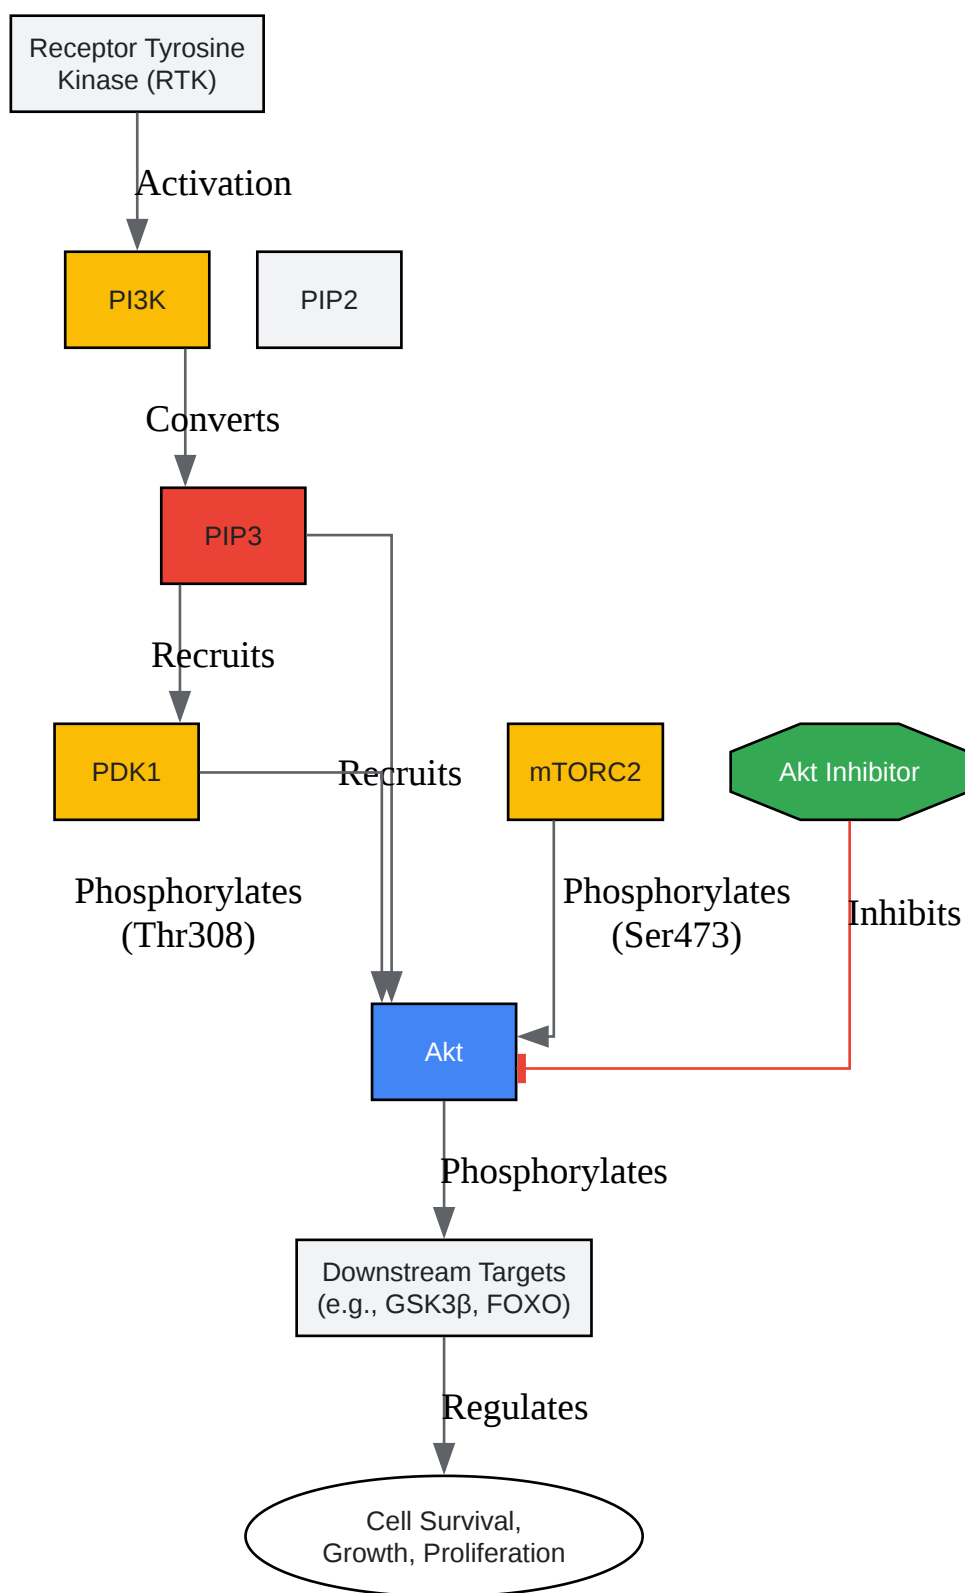 Receptor Tyrosine
Kinase (RTK)
Activation
PI3K
PIP2
Converts
PIP3
Recruits
PDK1
Recruits
mTORC2
Akt Inhibitor
Phosphorylates
(Thr308)
Phosphorylates
(Ser473)
Inhibits
Akt
Phosphorylates
Downstream Targets
(e.g., GSK3β, FOXO)
Regulates
Cell Survival,
Growth, Proliferation